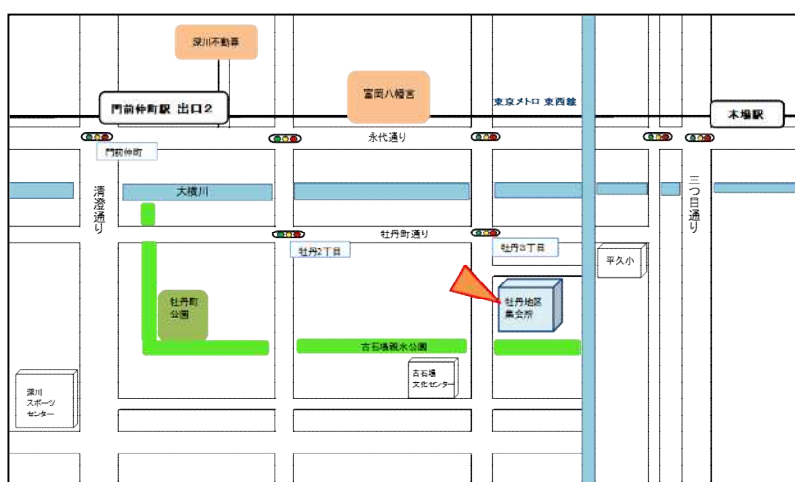 深川不動尊
富岡八幡宮
東京メトロ 東西線
門前仲町駅 出口2
木場駅
永代通り
門前仲町
大横川
清澄通り
三つ目通り
牡丹町通り
牡丹2丁目
牡丹3丁目
平久小
牡丹町
公園
牡丹地区
集会所
古石場親水公園
古石場
文化センター
深川
スポーツ
センター